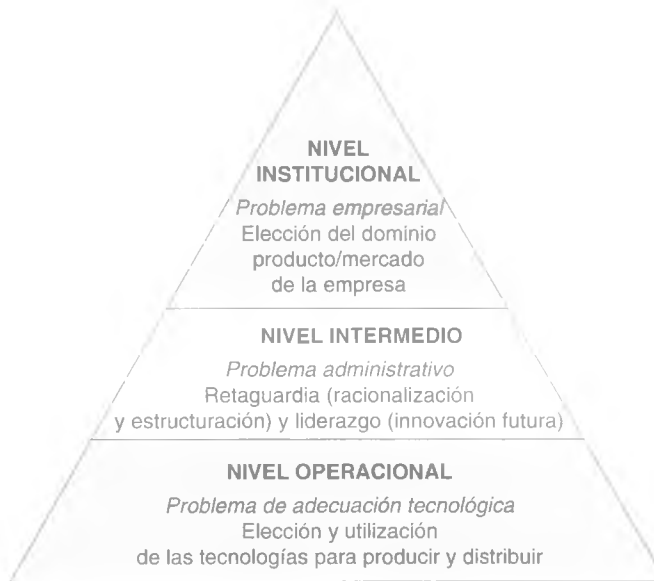 NIVEL
INSTITUCIONAL
Problema empresarial
Elección del dominio
producto/mercado
de la empresa
NIVEL INTERMEDIO
Problema administrativo
Retaguardia (racionalización
y estructuración) y liderazgo (innovación futura)
NIVEL OPERACIONAL
Problema de adecuación tecnológica
Elección y utilización
de las tecnologías para producir y distribuir